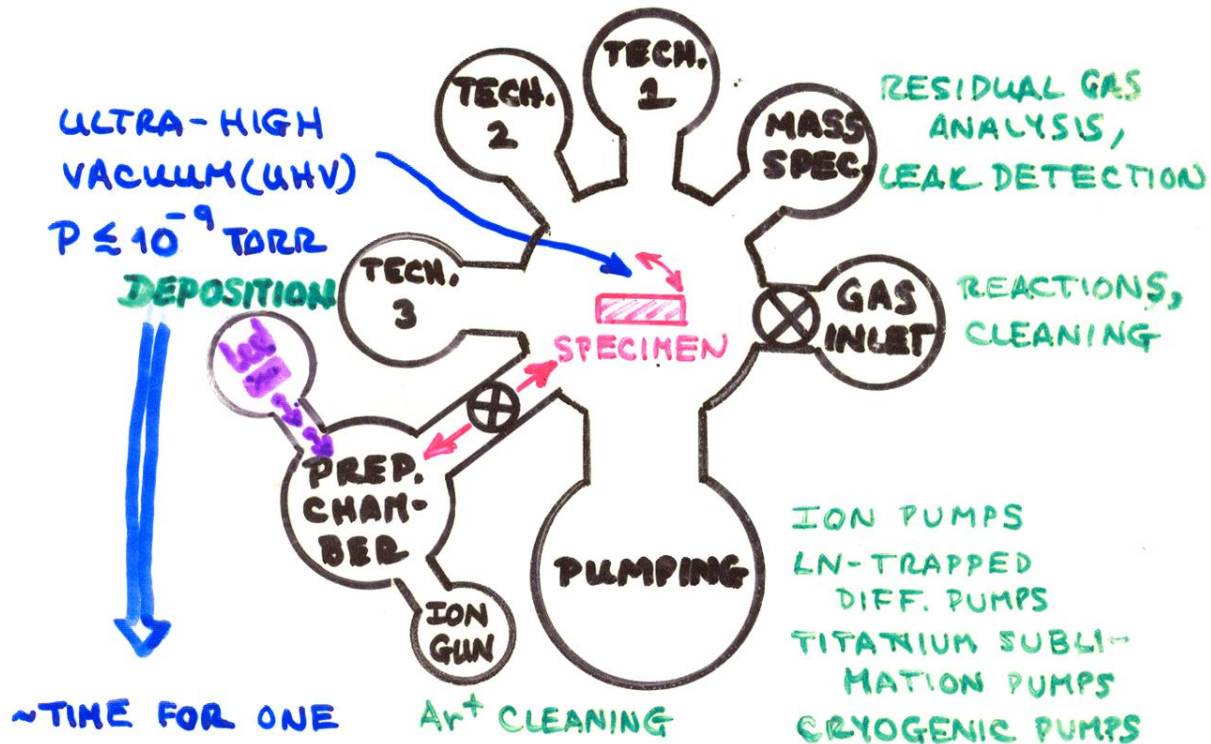 ULTRA-HIGH
VACUUM (UHV)
P ≤ 10⁻⁹ TORR
DEPOSITION
TECH.
2
TECH.
1
MASS
SPEC.
RESIDUAL GAS
ANALYSIS,
LEAK DETECTION
TECH.
3
SPECIMEN
GAS
INLET
REACTIONS,
CLEANING
PREP.
CHAM-
BER
ION
GUN
Ar⁺ CLEANING
PUMPING
ION PUMPS
LN-TRAPPED
DIFF. PUMPS
TITANIUM SUBLI-
MATION PUMPS
CRYOGENIC PUMPS
~TIME FOR ONE